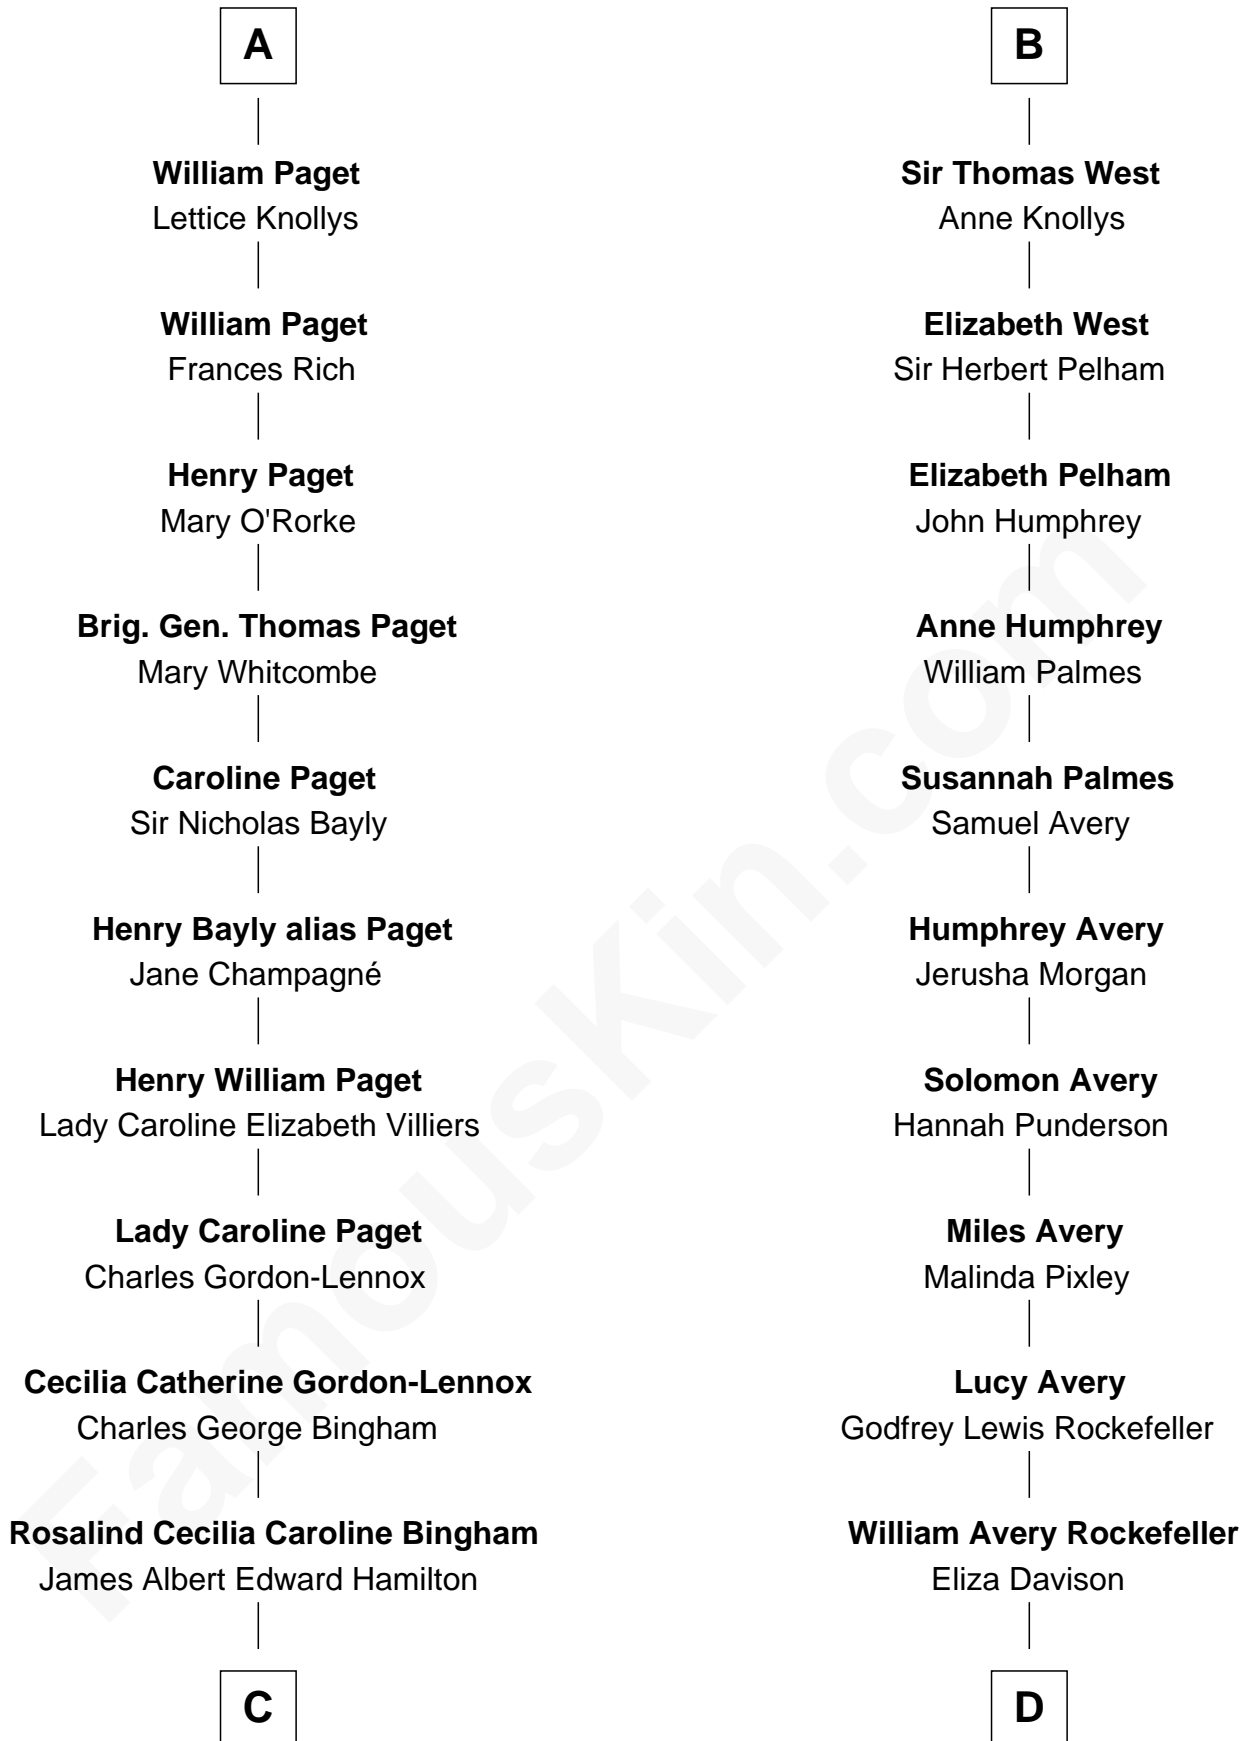 A
William Paget
Lettice Knollys
William Paget
Frances Rich
Henry Paget
Mary O'Rorke
Brig. Gen. Thomas Paget
Mary Whitcombe
Caroline Paget
Sir Nicholas Bayly
Henry Bayly alias Paget
Jane Champagné
Henry William Paget
Lady Caroline Elizabeth Villiers
Lady Caroline Paget
Charles Gordon-Lennox
Cecilia Catherine Gordon-Lennox
Charles George Bingham
Rosalind Cecilia Caroline Bingham
James Albert Edward Hamilton
C
B
Sir Thomas West
Anne Knollys
Elizabeth West
Sir Herbert Pelham
Elizabeth Pelham
John Humphrey
Anne Humphrey
William Palmes
Susannah Palmes
Samuel Avery
Humphrey Avery
Jerusha Morgan
Solomon Avery
Hannah Punderson
Miles Avery
Malinda Pixley
Lucy Avery
Godfrey Lewis Rockefeller
William Avery Rockefeller
Eliza Davison
D
FamousKin.com